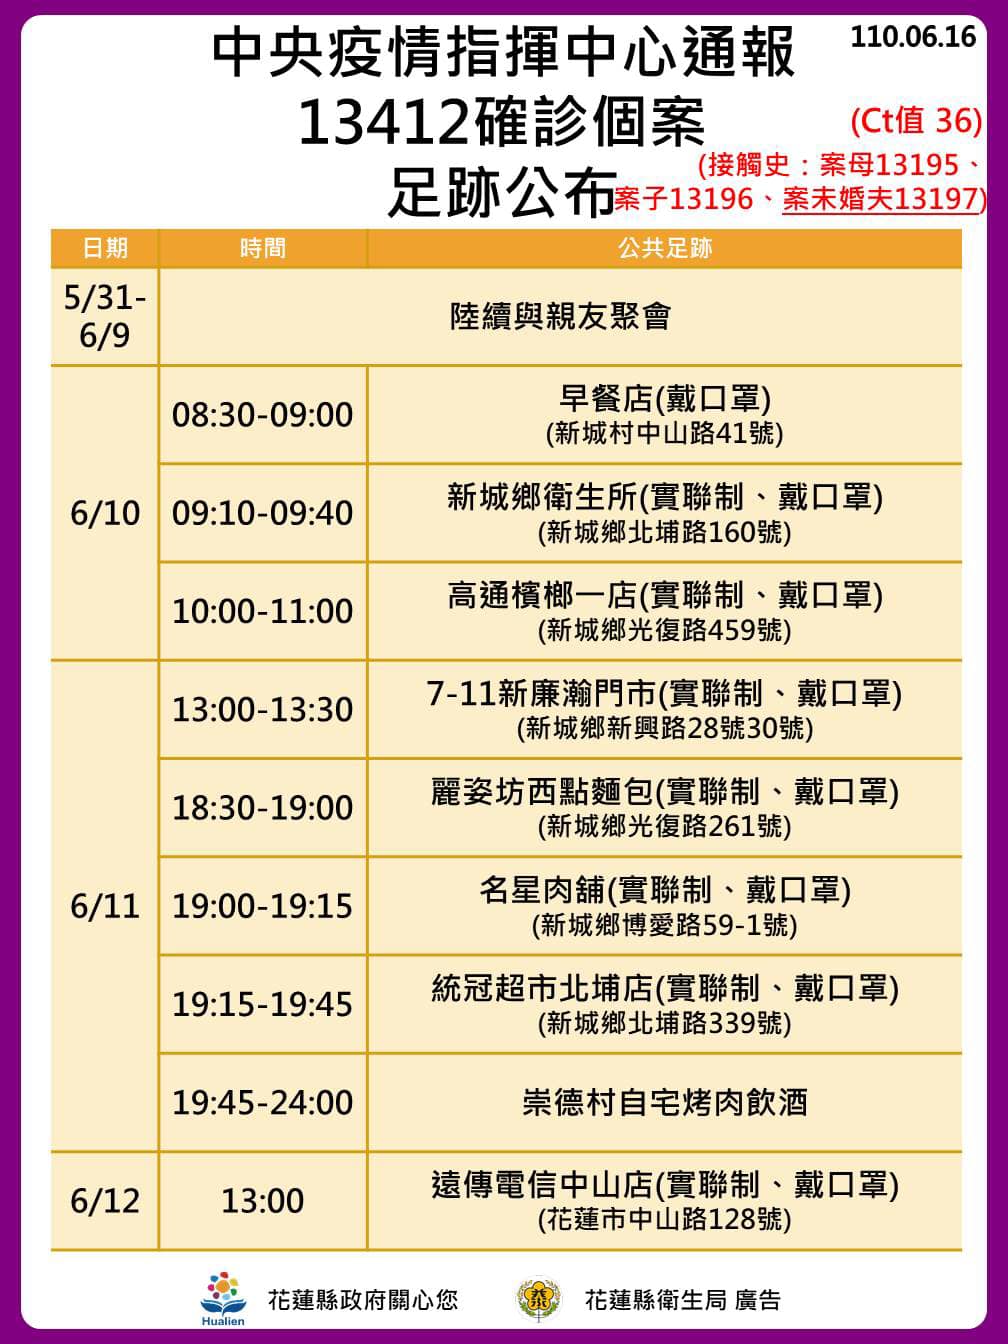 中央疫情指揮中心通報
110.06.16
13412確診個案
(Ct值 36)
足跡公布
(接觸史：案母13195、
案子13196、案未婚夫13197)
日期 時間 公共足跡
5/31-
6/9
陸續與親友聚會
6/10
08:30-09:00
早餐店(戴口罩)
(新城村中山路41號)
09:10-09:40
新城鄉衛生所(實聯制、戴口罩)
(新城鄉北埔路160號)
10:00-11:00
高通檳榔一店(實聯制、戴口罩)
(新城鄉光復路459號)
6/11
13:00-13:30
7-11新廉瀚門市(實聯制、戴口罩)
(新城鄉新興路28號30號)
18:30-19:00
麗姿坊西點麵包(實聯制、戴口罩)
(新城鄉光復路261號)
19:00-19:15
名星肉舖(實聯制、戴口罩)
(新城鄉博愛路59-1號)
19:15-19:45
統冠超市北埔店(實聯制、戴口罩)
(新城鄉北埔路339號)
19:45-24:00
崇德村自宅烤肉飲酒
6/12
13:00
遠傳電信中山店(實聯制、戴口罩)
(花蓮市中山路128號)
Hualien
花蓮縣政府關心您
花蓮縣衛生局 廣告